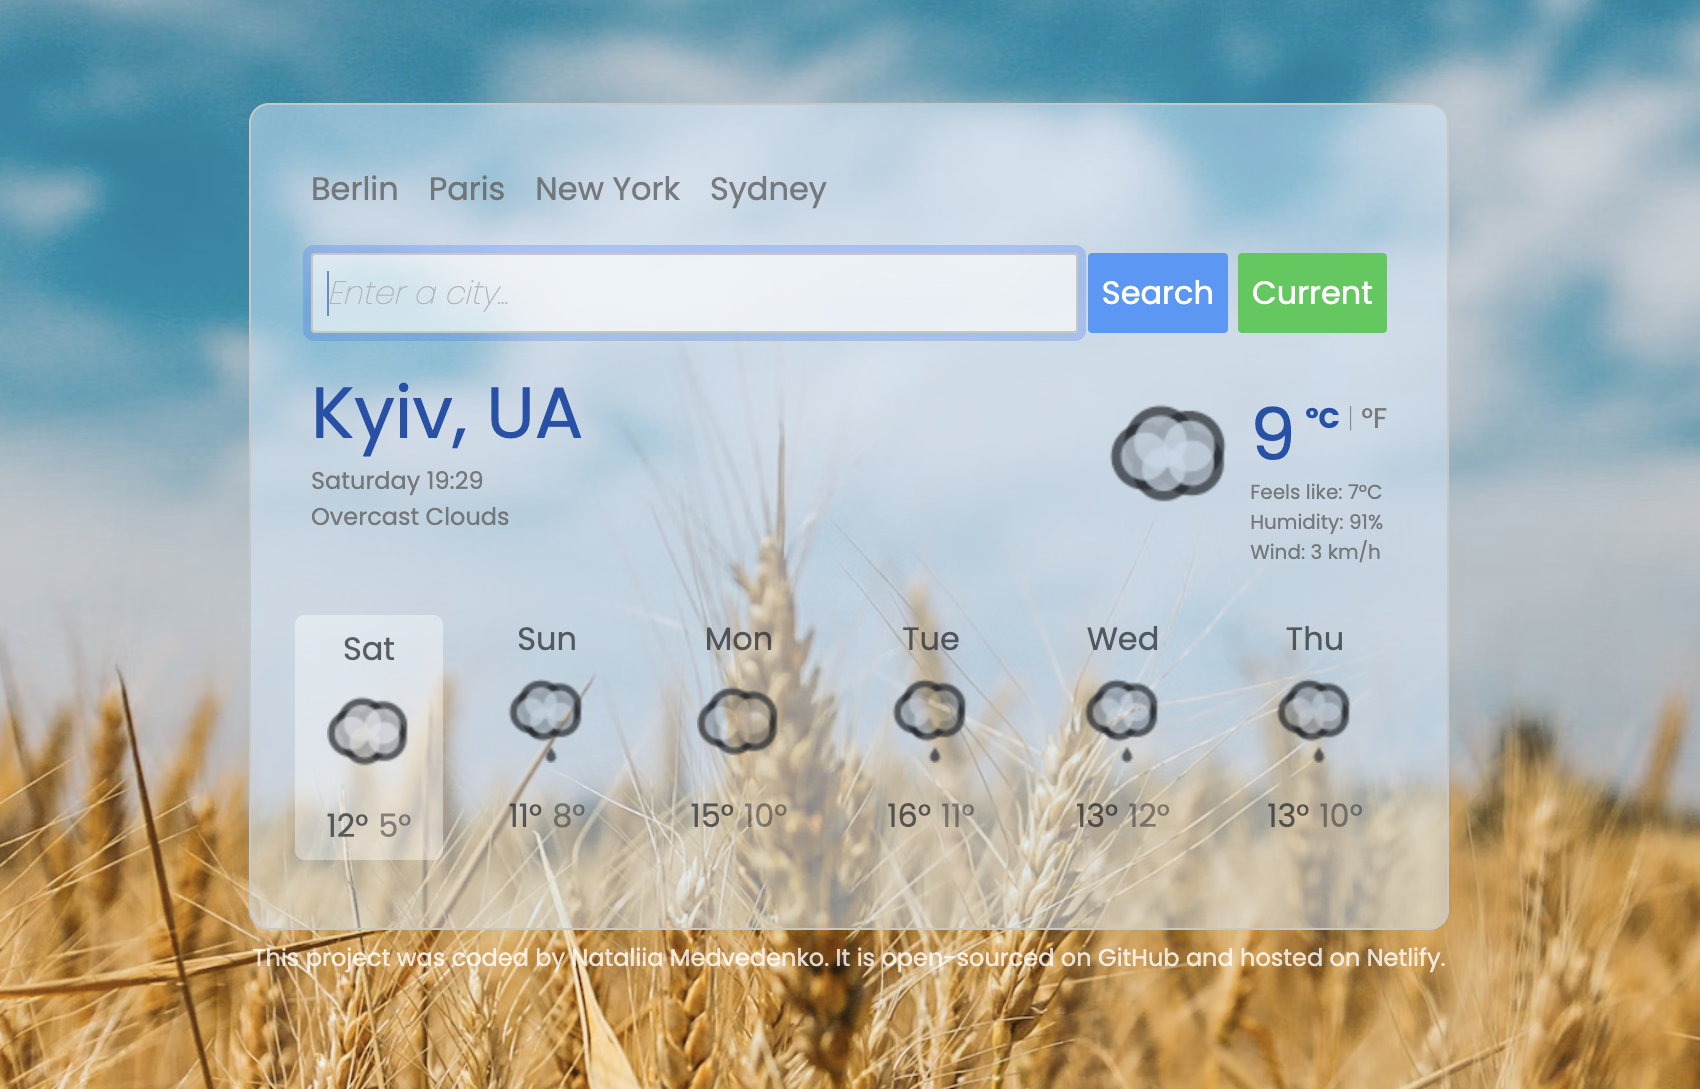 Berlin Paris New York Sydney
Enter a city...
Search
Current
Kyiv, UA
Saturday 19:29
Overcast Clouds
9 °C | °F
Feels like: 7°C
Humidity: 91%
Wind: 3 km/h
Sat Sun Mon Tue Wed Thu
12° 5° 11° 8° 15° 10° 16° 11° 13° 12° 13° 10°
This project was coded by Nataliia Medvedenko. It is open-sourced on GitHub and hosted on Netlify.